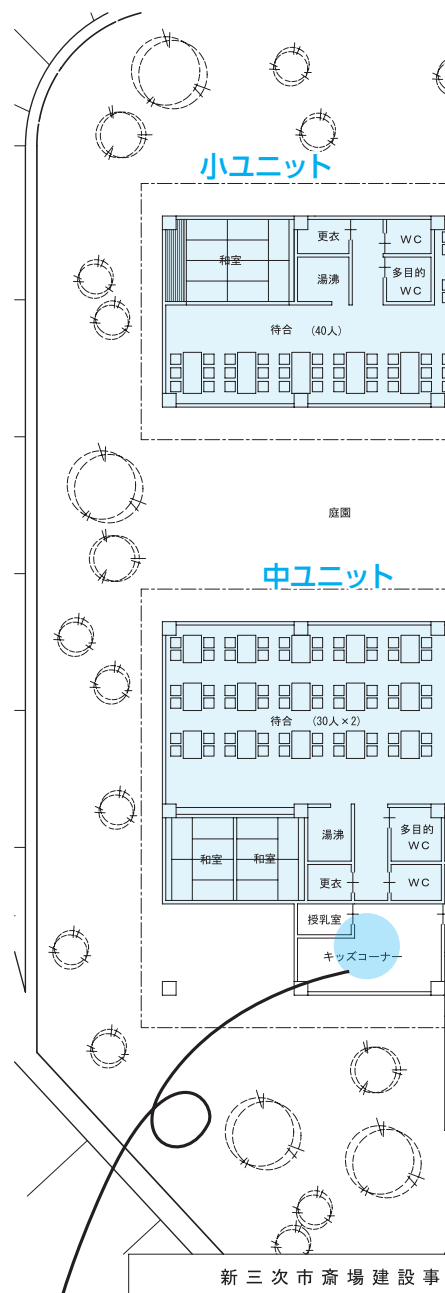 小ユニット
更衣
WC
和室
湯沸
多目的
WC
待合 (40人)
庭園
中ユニット
待合 (30人×2)
湯沸
多目的
WC
和室 和室
更衣
WC
授乳室
キッズコーナー
新三次市斎場建設事